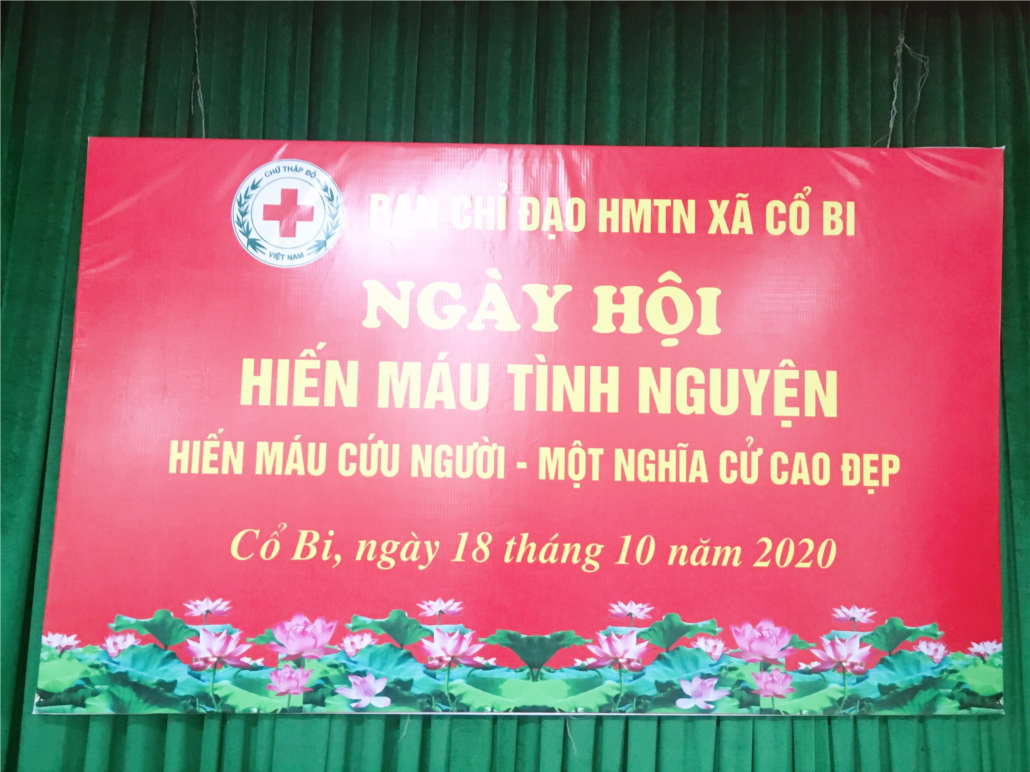 CHỮ THẬP ĐỎ
VIỆT NAM
BAN CHỈ ĐẠO HMTN XÃ CỔ BI
NGÀY HỘI
HIẾN MÁU TÌNH NGUYỆN
HIẾN MÁU CỨU NGƯỜI - MỘT NGHĨA CỬ CAO ĐẸP
Cổ Bi, ngày 18 tháng 10 năm 2020